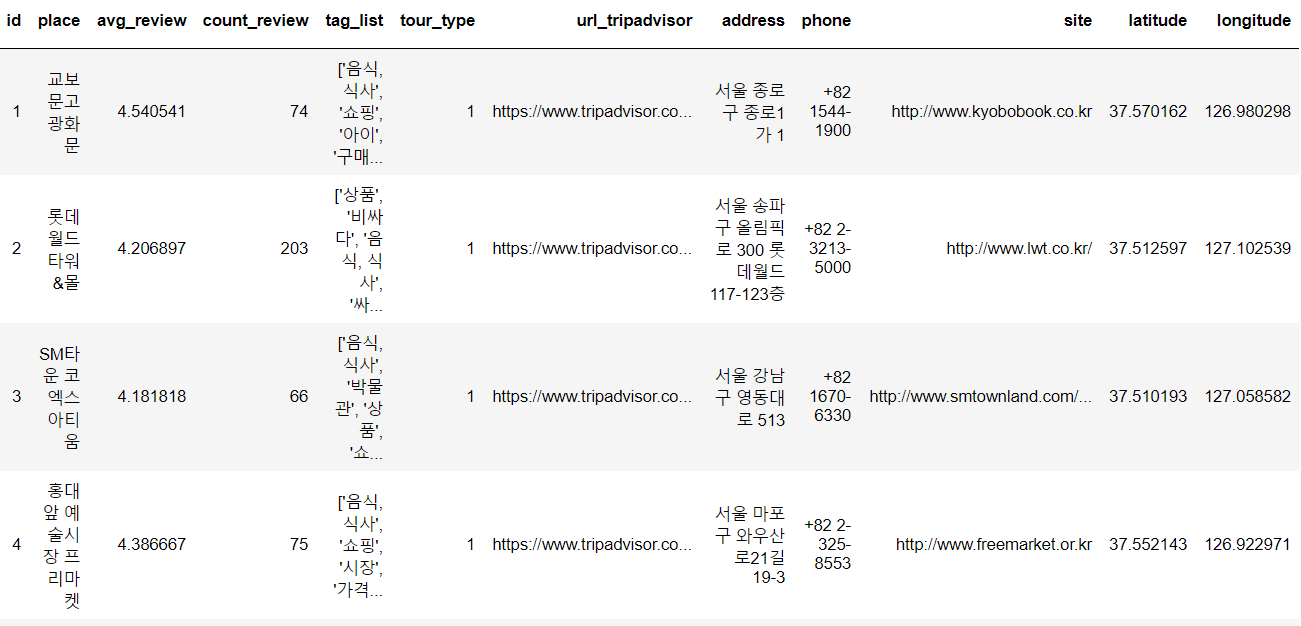 id place avg_review count_review tag_list tour_type url_tripadvisor address phone site latitude longitude
1 교보문고 광화문 4.540541 74 ['음식, 식사', '쇼핑', '아이', '구매... 1 https://www.tripadvisor.co... 서울 종로구 종로1가 1 +82 1544-1900 http://www.kyobobook.co.kr 37.570162 126.980298
2 롯데월드타워&몰 4.206897 203 ['상품', '비싸다', '음식, 식사', '싸... 1 https://www.tripadvisor.co... 서울 송파구 올림픽로 300 롯데월드 117-123층 +82 2-3213-5000 http://www.lwt.co.kr/ 37.512597 127.102539
3 SM타운 코엑스아티움 4.181818 66 ['음식, 식사', '박물관', '상품', '쇼... 1 https://www.tripadvisor.co... 서울 강남구 영동대로 513 +82 1670-6330 http://www.smtownland.com/... 37.510193 127.058582
4 홍대앞 예술시장 프리마켓 4.386667 75 ['음식, 식사', '쇼핑', '시장', '가격... 1 https://www.tripadvisor.co... 서울 마포구 와우산로21길 19-3 +82 2-325-8553 http://www.freemarket.or.kr 37.552143 126.922971